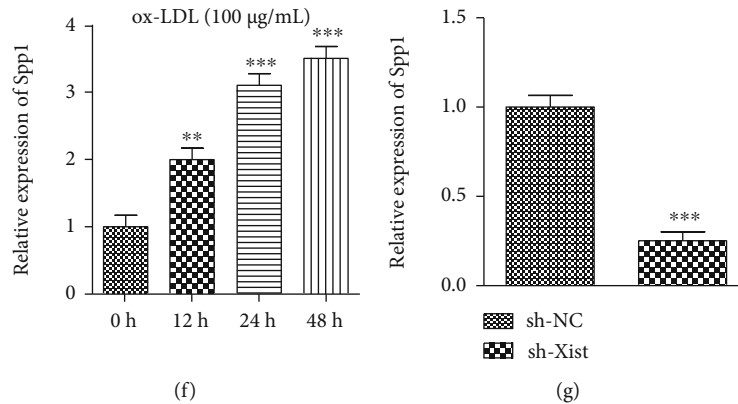 ox-LDL (100 μg/mL)
Relative expression of Spp1
4
3
2
1
0
**
***
***
0 h
12 h
24 h
48 h
(f)
Relative expression of Spp1
1.5
1.0
0.5
0.0
***
sh-NC
sh-Xist
(g)